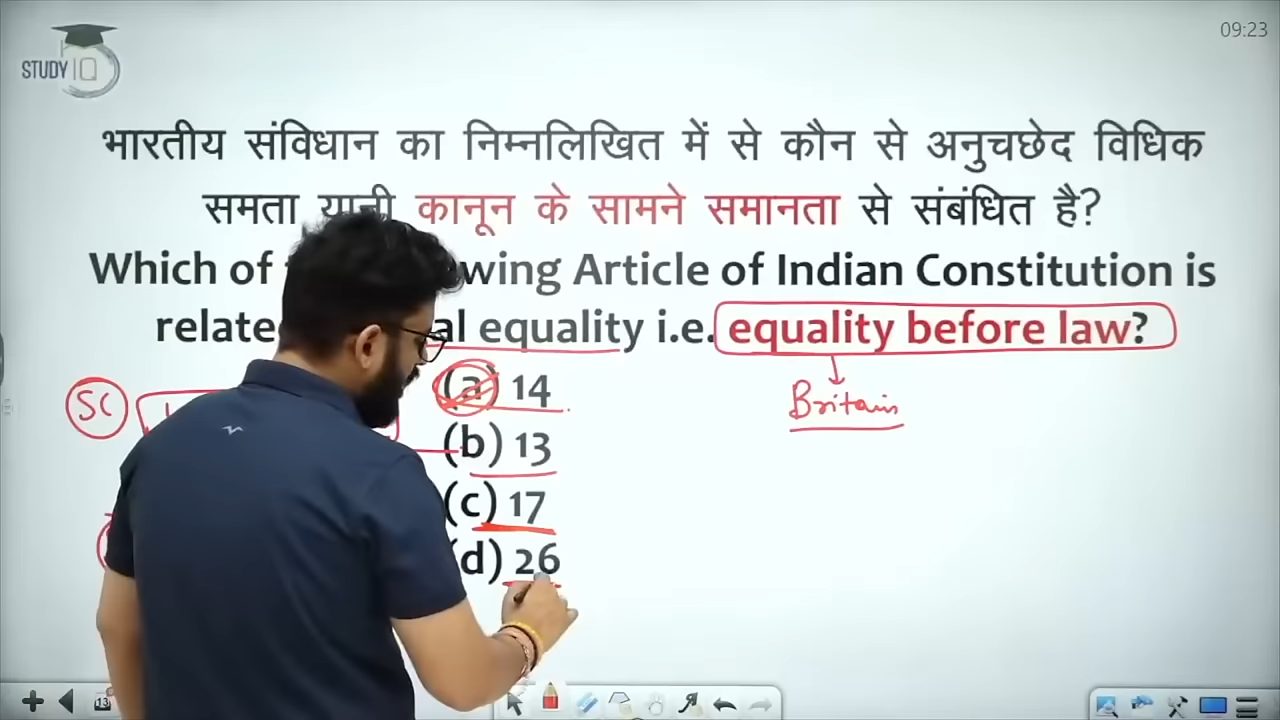 STUDY IQ
09:23
भारतीय संविधान का निम्नलिखित में से कौन से अनुचछेद विधिक
समता यानी कानून के सामने समानता से संबंधित है?
Which of wing Article of Indian Constitution is
relate al equality i.e. equality before law?
SC
(a) 14
Britain
(b) 13
(c) 17
(d) 26
13